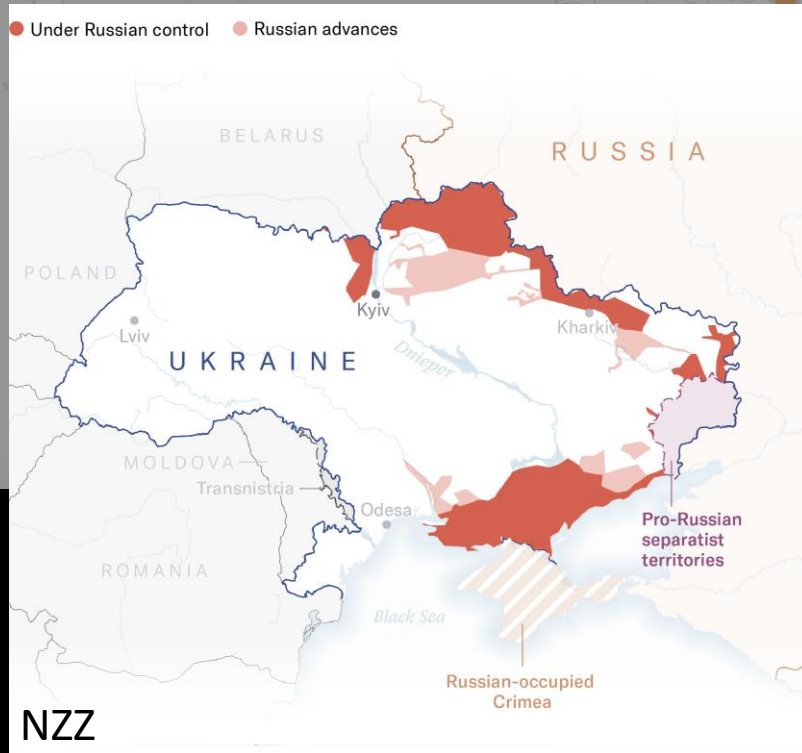 Under Russian control
Russian advances
BELARUS
RUSSIA
POLAND
Kyiv
Lviv
Kharkiv
UKRAINE
Dnieper
MOLDOVA
Transnistria
Odesa
Pro-Russian
separatist
territories
ROMANIA
Black Sea
Russian-occupied
Crimea
NZZ